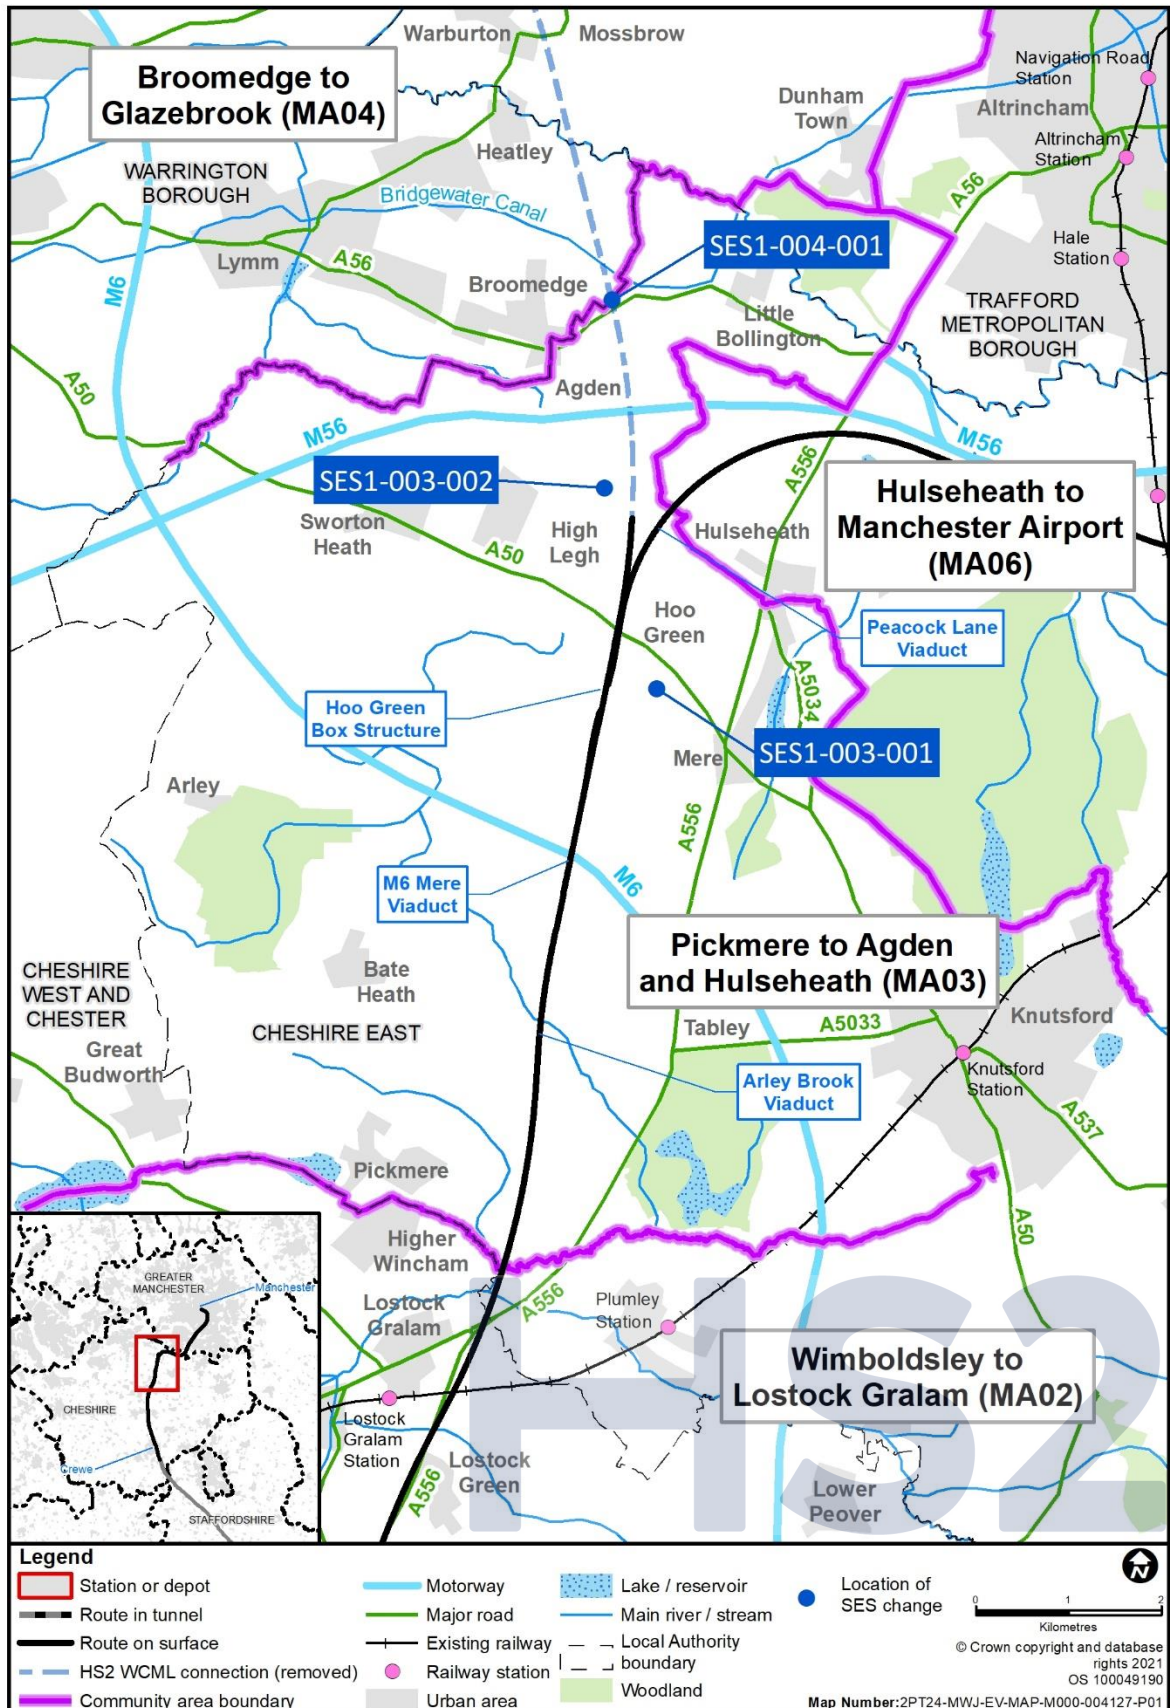 Warburton
Mossbrow
Navigation Road
Station
Broomedge to
Glazebrook (MA04)
Dunham
Town
Altrincham
Altrincham
Station
Heatley
WARRINGTON
BOROUGH
Bridgewater Canal
A56
SES1-004-001
Hale
Station
Lymm
A56
M6
Broomedge
TRAFFORD
METROPOLITAN
BOROUGH
Little
Bollington
A50
Agden
M56
M56
SES1-003-002
A556
Sworton
Heath
High
Legh
A50
Hulseheath
Hulseheath to
Manchester Airport
(MA06)
Hoo
Green
Peacock Lane
Viaduct
A5034
Hoo Green
Box Structure
SES1-003-001
Mere
Arley
A556
M6 Mere
Viaduct
M6
Pickmere to Agden
and Hulseheath (MA03)
CHESHIRE
WEST AND
CHESTER
Bate
Heath
CHESHIRE EAST
Tabley
A5033
Knutsford
Great
Budworth
Knutsford
Station
Arley Brook
Viaduct
A537
Pickmere
A50
Higher
Wincham
GREATER
MANCHESTER
Manchester
CHESHIRE
Crewe
STAFFORDSHIRE
Lostock
Gralam
A556
Plumley
Station
HS2
Wimboldsley to
Lostock Gralam (MA02)
Lostock
Gralam
Station
Lostock
Green
A556
Lower
Peover
Legend
Station or depot
Route in tunnel
Route on surface
HS2 WCML connection (removed)
Community area boundary
Motorway
Major road
Existing railway
Railway station
Urban area
Lake / reservoir
Main river / stream
Local Authority
boundary
Woodland
Location of
SES change
N
0 1 2
Kilometres
© Crown copyright and database
rights 2021
OS 100049190
Map Number:2PT24-MWJ-EV-MAP-M000-004127-P01